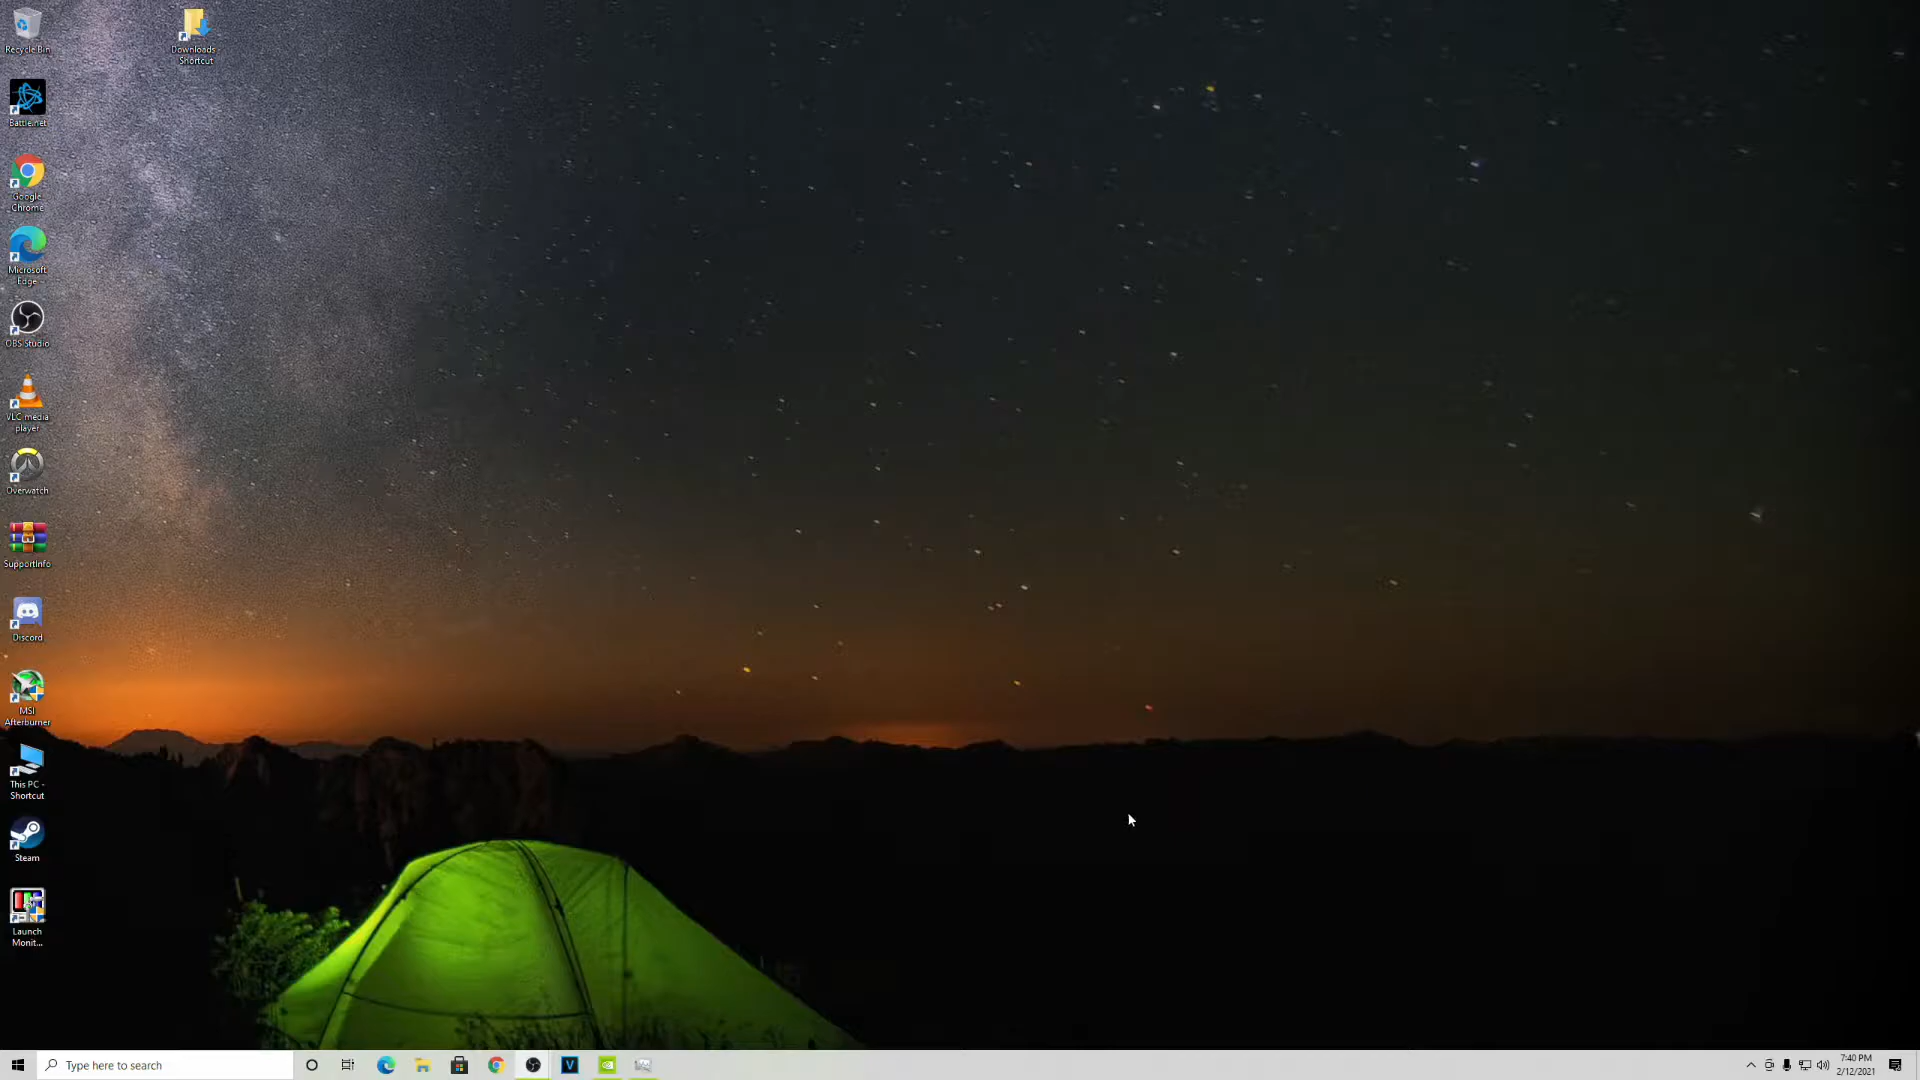 Recycle Bin
Downloads -
Shortcut
Battle.net
Google
Chrome
Microsoft
Edge
OBS Studio
VLC media
player
Overwatch
SupportInfo
Discord
MSI
Afterburner
This PC -
Shortcut
Steam
Launch
Monit...
Type here to search
V
7:40 PM
2/12/2021